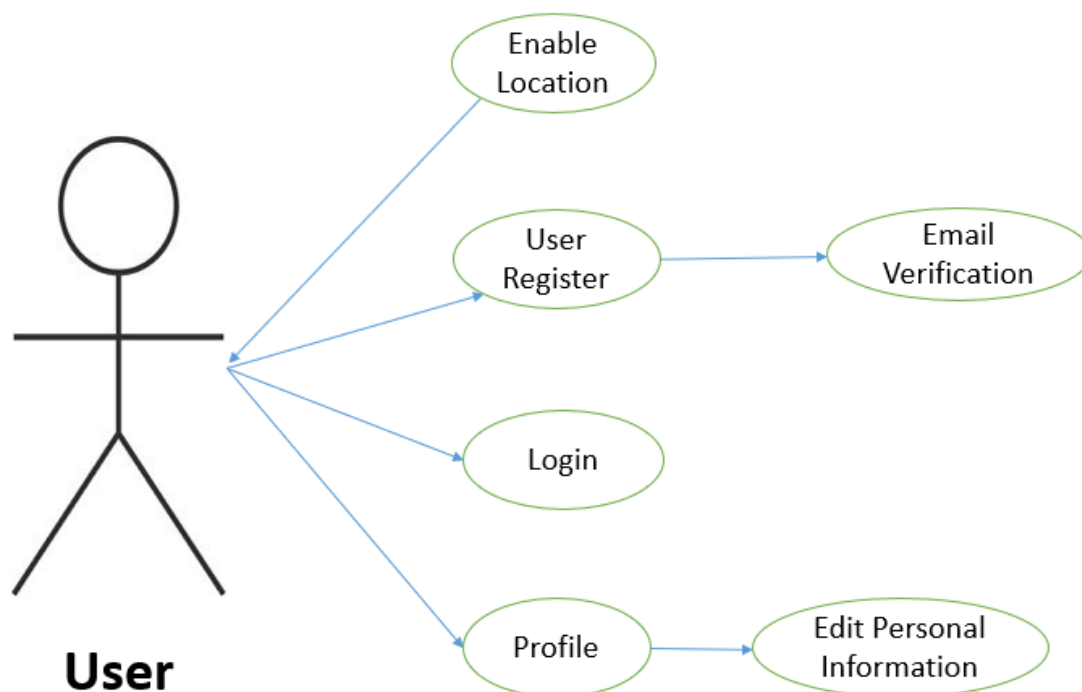 Enable
Location
User
Register
Email
Verification
Login
Profile
Edit Personal
Information
User